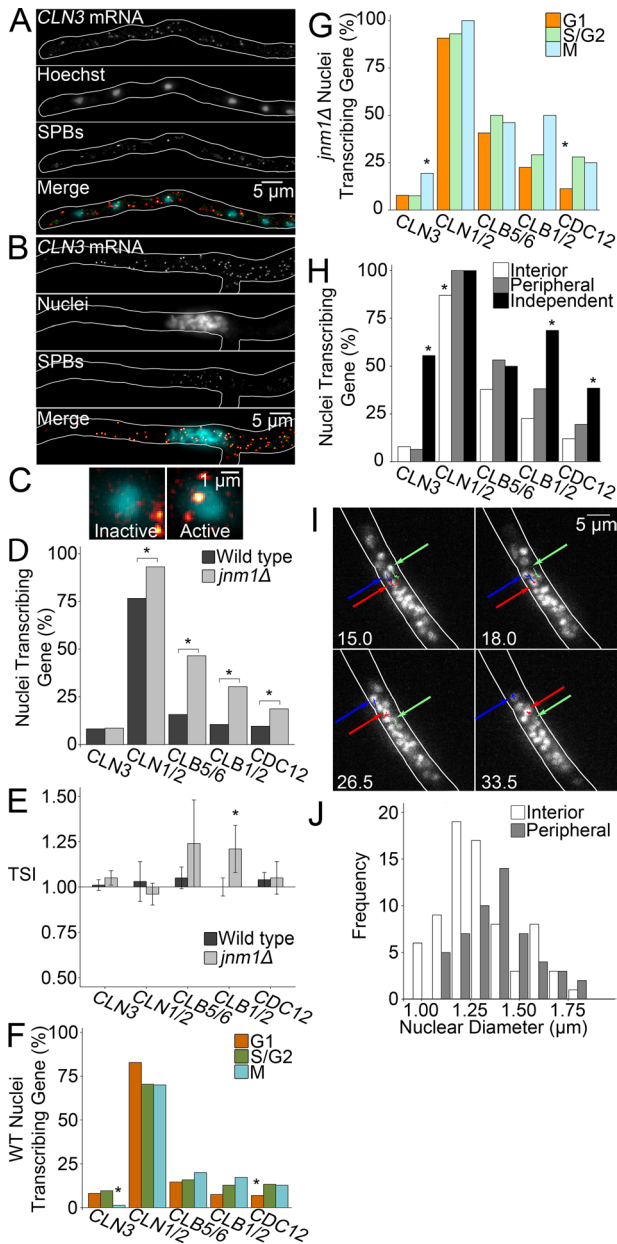 A
CLN3 mRNA
Hoechst
SPBs
Merge
5 µm
B
CLN3 mRNA
Nuclei
SPBs
Merge
5 µm
C
1 µm
Inactive
Active
D
Nuclei Transcribing
Gene (%)
100
75
50
25
0
Wild type
jnm1Δ
*
*
*
*
CLN3
CLN1/2
CLB5/6
CLB1/2
CDC12
E
TSI
1.50
1.25
1.00
0.75
0.50
*
Wild type
jnm1Δ
CLN3
CLN1/2
CLB5/6
CLB1/2
CDC12
F
WT Nuclei
Transcribing Gene (%)
100
75
50
25
0
G1
S/G2
M
*
*
CLN3
CLN1/2
CLB5/6
CLB1/2
CDC12
G
jnm1Δ Nuclei
Transcribing Gene (%)
100
75
50
25
0
G1
S/G2
M
*
*
CLN3
CLN1/2
CLB5/6
CLB1/2
CDC12
H
Nuclei Transcribing
Gene (%)
100
75
50
25
0
Interior
Peripheral
Independent
*
*
*
*
CLN3
CLN1/2
CLB5/6
CLB1/2
CDC12
I
5 µm
15.0
18.0
26.5
33.5
J
Frequency
20
15
10
5
0
Interior
Peripheral
1.00
1.25
1.50
1.75
Nuclear Diameter (µm)